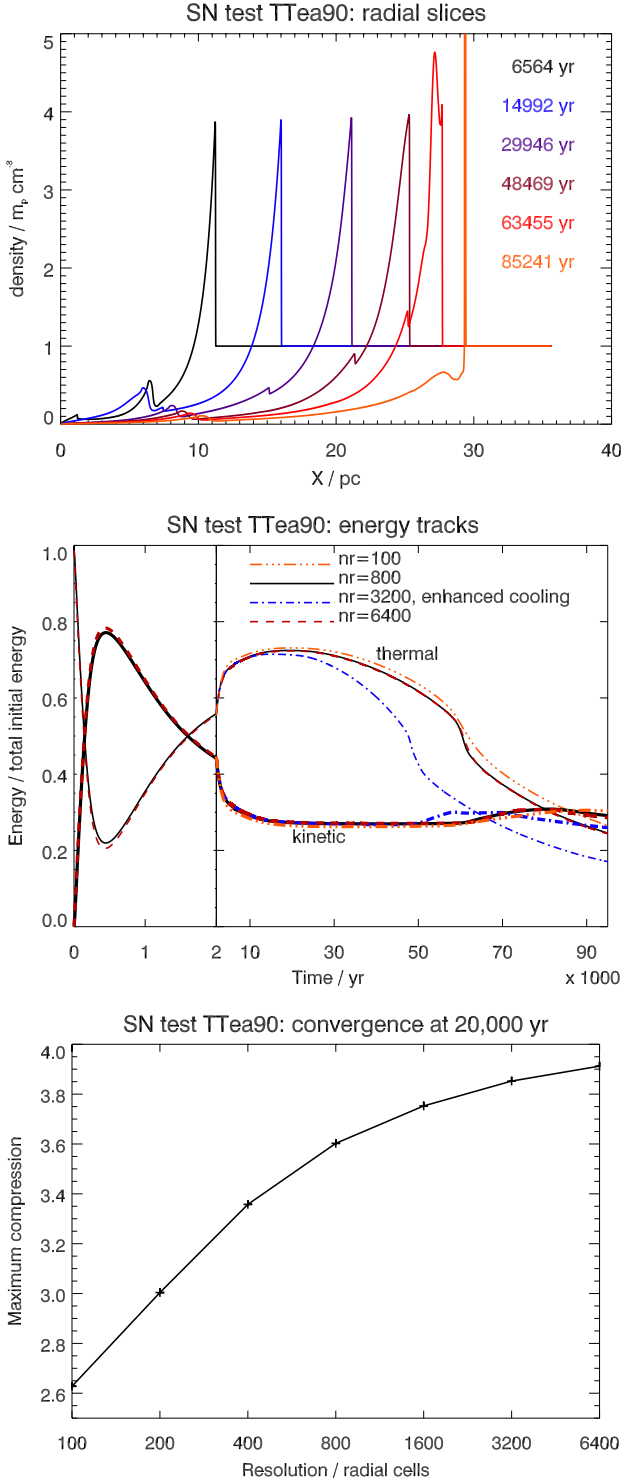 SN test TTea90: radial slices
5
4
3
2
1
0
density / mₚ cm⁻³
6564 yr
14992 yr
29946 yr
48469 yr
63455 yr
85241 yr
0 10 20 30 40
X / pc
SN test TTea90: energy tracks
1.0
0.8
0.6
0.4
0.2
0.0
Energy / total initial energy
nr=100
nr=800
nr=3200, enhanced cooling
nr=6400
thermal
kinetic
0 1 2 10 30 50 70 90
Time / yr x 1000
SN test TTea90: convergence at 20,000 yr
4.0
3.8
3.6
3.4
3.2
3.0
2.8
2.6
Maximum compression
100 200 400 800 1600 3200 6400
Resolution / radial cells